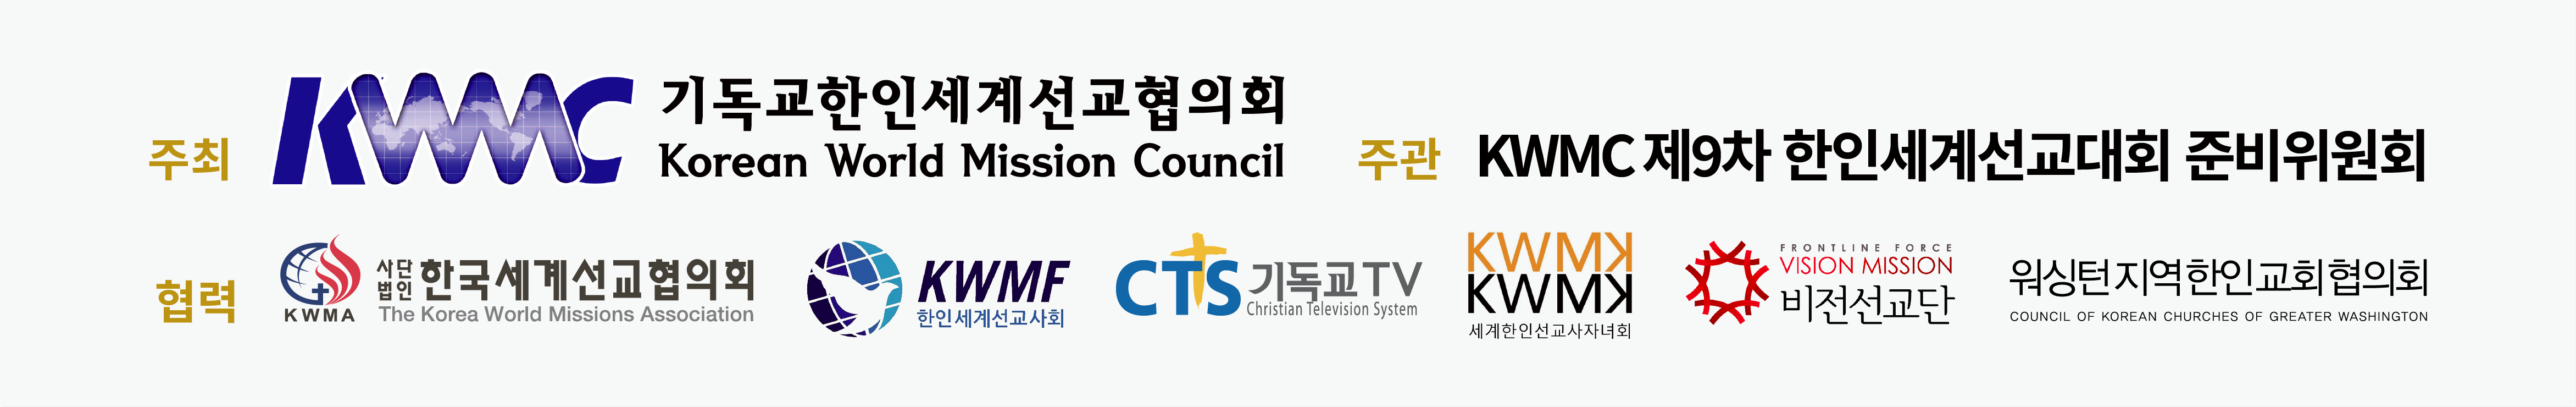 주최
KWMC
기독교한인세계선교협의회
Korean World Mission Council
주관
KWMC 제9차 한인세계선교대회 준비위원회
협력
KWMA
사단법인 한국세계선교협의회
The Korea World Missions Association
KWMF
한인세계선교사회
CTS 기독교TV
Christian Television System
KWMK
KWMK
세계한인선교사자녀회
FRONTLINE FORCE
VISION MISSION
비전선교단
워싱턴지역한인교회협의회
COUNCIL OF KOREAN CHURCHES OF GREATER WASHINGTON